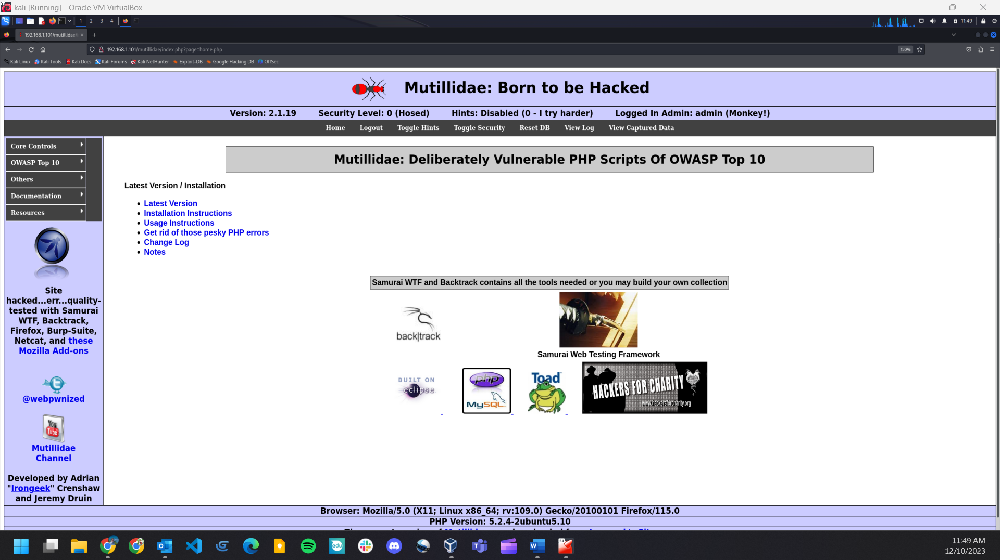 kali [Running] - Oracle VM VirtualBox
1 2 3 4
11:49
192.168.1.101/mutillidae/
192.168.1.101/mutillidae/index.php?page=home.php
150%
Kali Linux Kali Tools Kali Docs Kali Forums Kali NetHunter Exploit-DB Google Hacking DB OffSec
Mutillidae: Born to be Hacked
Version: 2.1.19 Security Level: 0 (Hosed) Hints: Disabled (0 - I try harder) Logged In Admin: admin (Monkey!)
Home Logout Toggle Hints Toggle Security Reset DB View Log View Captured Data
Core Controls
OWASP Top 10
Others
Documentation
Resources
Site
hacked...err...quality-
tested with Samurai
WTF, Backtrack,
Firefox, Burp-Suite,
Netcat, and these
Mozilla Add-ons
@webpwnized
You
Tube
Mutillidae
Channel
Developed by Adrian
"Irongeek" Crenshaw
and Jeremy Druin
Mutillidae: Deliberately Vulnerable PHP Scripts Of OWASP Top 10
Latest Version / Installation
Latest Version
Installation Instructions
Usage Instructions
Get rid of those pesky PHP errors
Change Log
Notes
Samurai WTF and Backtrack contains all the tools needed or you may build your own collection
back|track
Samurai Web Testing Framework
BUILT ON
eclipse
php
MySQL
Toad
HACKERS FOR CHARITY
www.hackersforcharity.org
Browser: Mozilla/5.0 (X11; Linux x86_64; rv:109.0) Gecko/20100101 Firefox/115.0
PHP Version: 5.2.4-2ubuntu5.10
edu
64
11:49 AM
12/10/2023